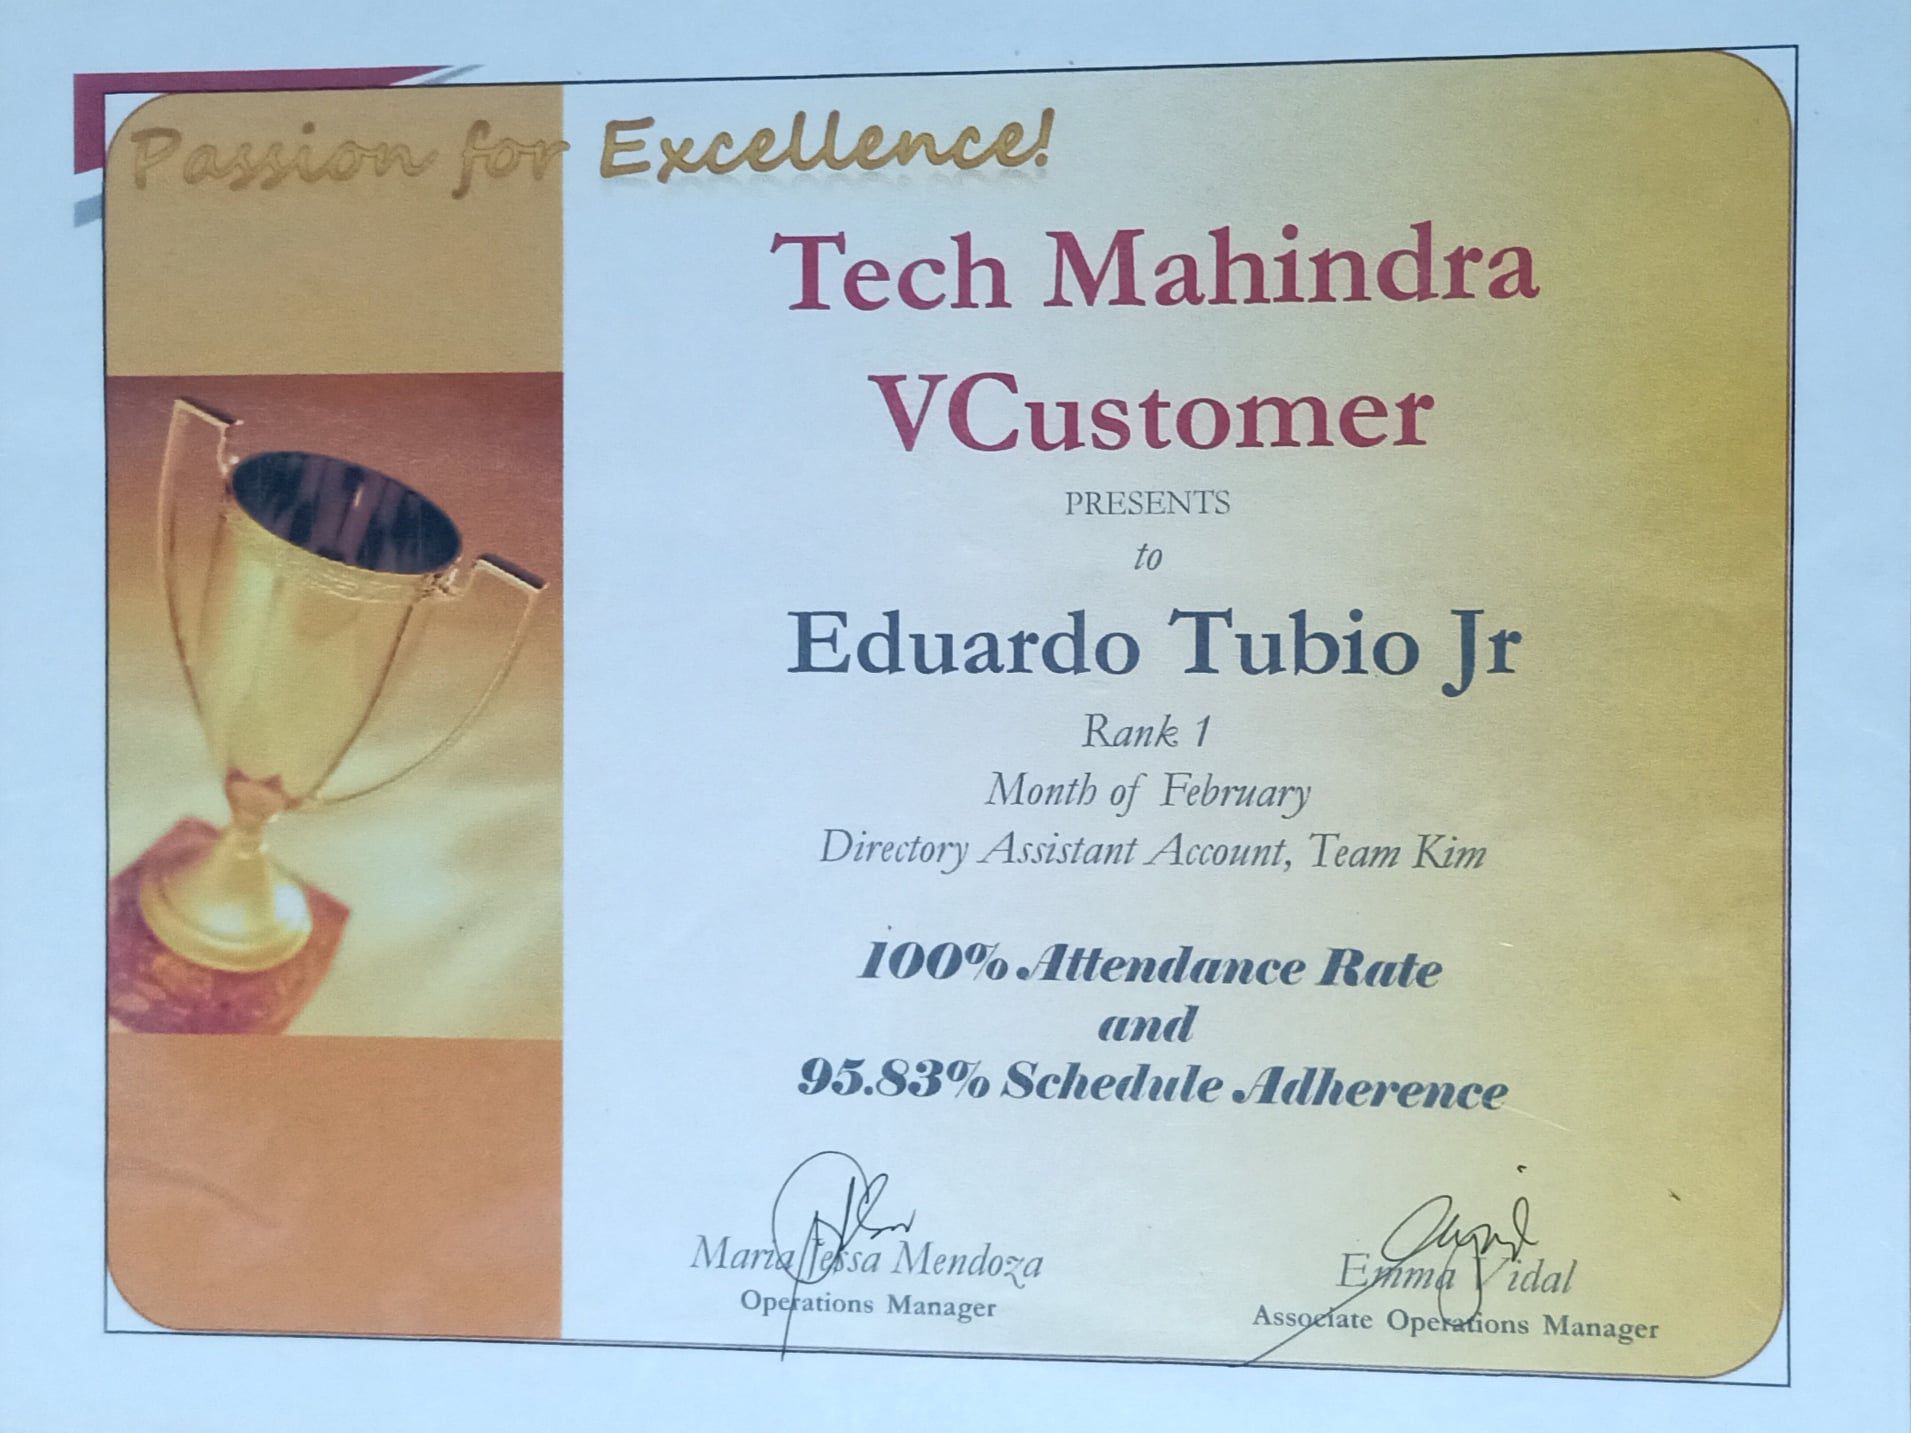 Passion for Excellence!
Tech Mahindra
VCustomer
PRESENTS
to
Eduardo Tubio Jr
Rank 1
Month of February
Directory Assistant Account, Team Kim
100% Attendance Rate
and
95.83% Schedule Adherence
Maria Jessa Mendoza
Operations Manager
Emma Vidal
Associate Operations Manager